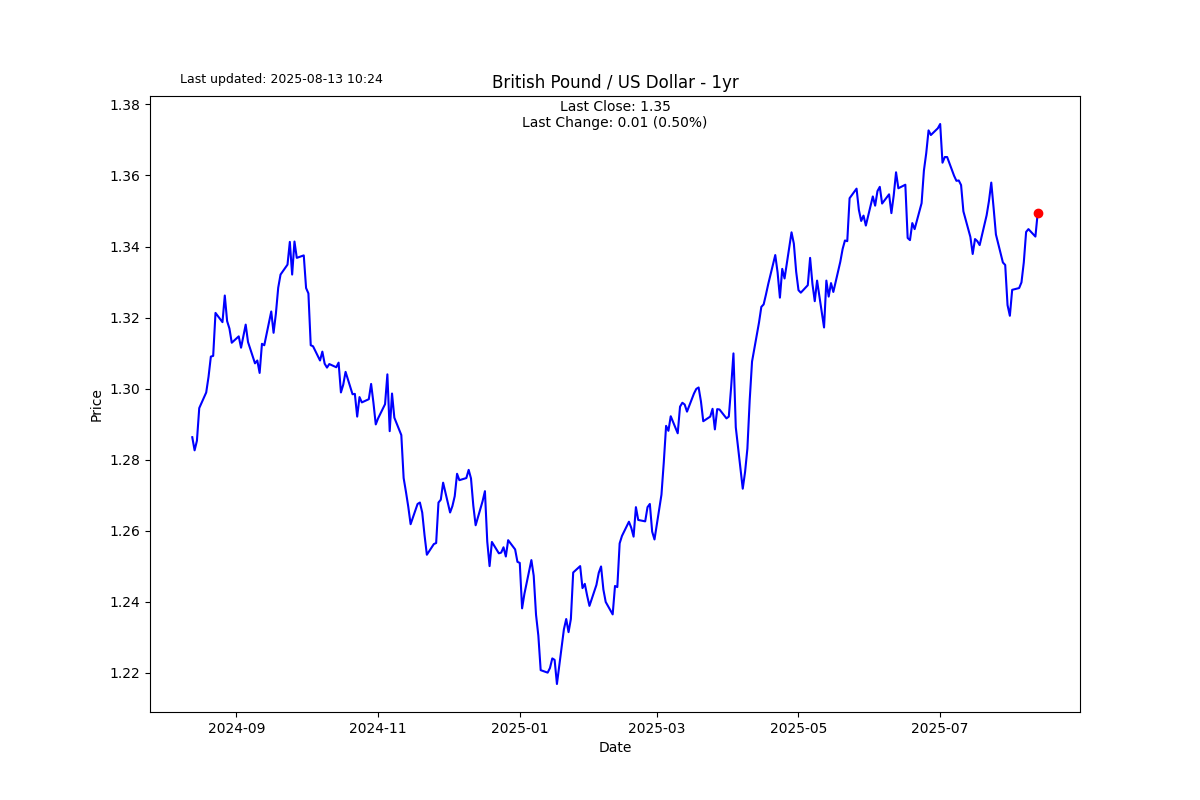 Last updated: 2025-08-13 10:24
British Pound / US Dollar - 1yr
Last Close: 1.35
Last Change: 0.01 (0.50%)
1.38
1.36
1.34
1.32
1.30
1.28
1.26
1.24
1.22
Price
2024-09
2024-11
2025-01
2025-03
2025-05
2025-07
Date